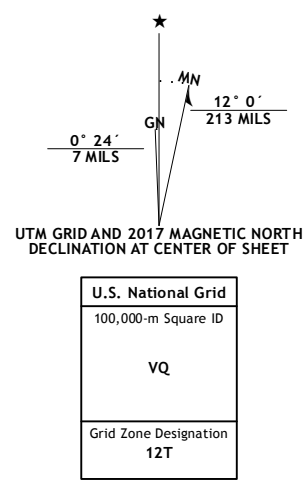 MN
GN
12° 0´
213 MILS
0° 24´
7 MILS
UTM GRID AND 2017 MAGNETIC NORTH
DECLINATION AT CENTER OF SHEET
U.S. National Grid
100,000-m Square ID
VQ
Grid Zone Designation
12T